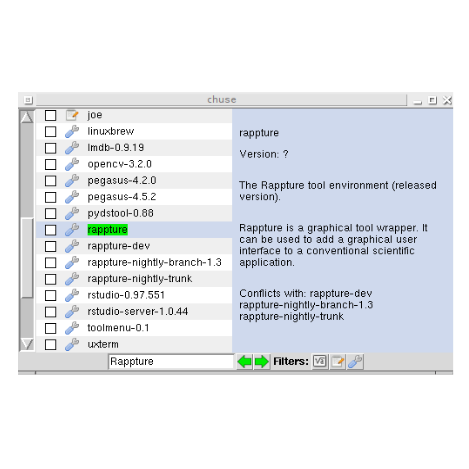 chuse
joe
linuxbrew
lmdb-0.9.19
opencv-3.2.0
pegasus-4.2.0
pegasus-4.5.2
pydstool-0.88
rappture
rappture-dev
rappture-nightly-branch-1.3
rappture-nightly-trunk
rstudio-0.97.551
rstudio-server-1.0.44
toolmenu-0.1
uxterm
rappture
Version: ?
The Rappture tool environment (released
version).
Rappture is a graphical tool wrapper. It
can be used to add a graphical user
interface to a conventional scientific
application.
Conflicts with: rappture-dev
rappture-nightly-branch-1.3
rappture-nightly-trunk
Rappture
Filters: